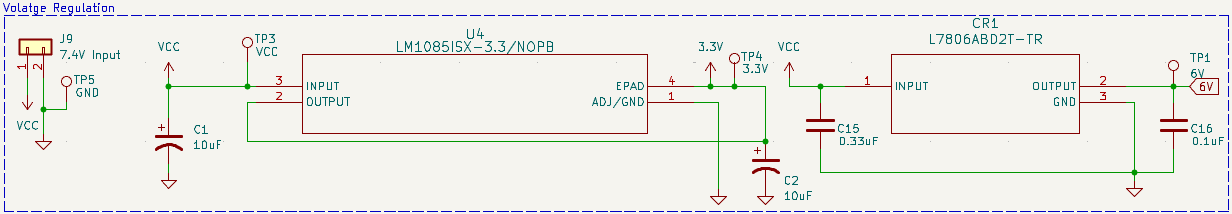 Volatge Regulation
J9
7.4V Input
1
2
TP5
GND
VCC
VCC
TP3
VCC
C1
10uF
U4
LM1085ISX-3.3/NOPB
3
INPUT
2
OUTPUT
EPAD
4
ADJ/GND
1
3.3V
TP4
3.3V
C2
10uF
VCC
C15
0.33uF
CR1
L7806ABD2T-TR
1
INPUT
OUTPUT
2
GND
3
TP1
6V
6V
C16
0.1uF